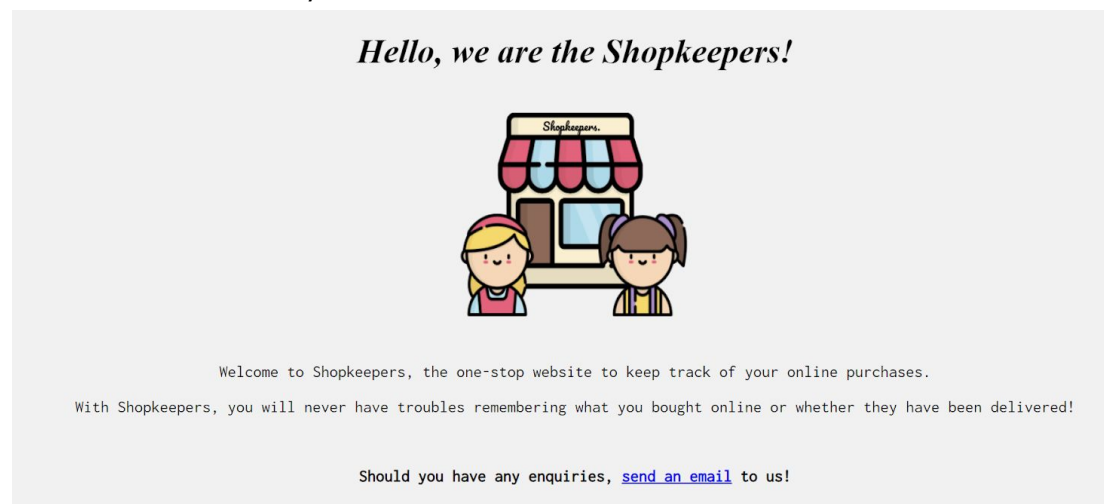 Hello, we are the Shopkeepers!
Shopkeepers.
Welcome to Shopkeepers, the one-stop website to keep track of your online purchases.
With Shopkeepers, you will never have troubles remembering what you bought online or whether they have been delivered!
Should you have any enquiries, send an email to us!